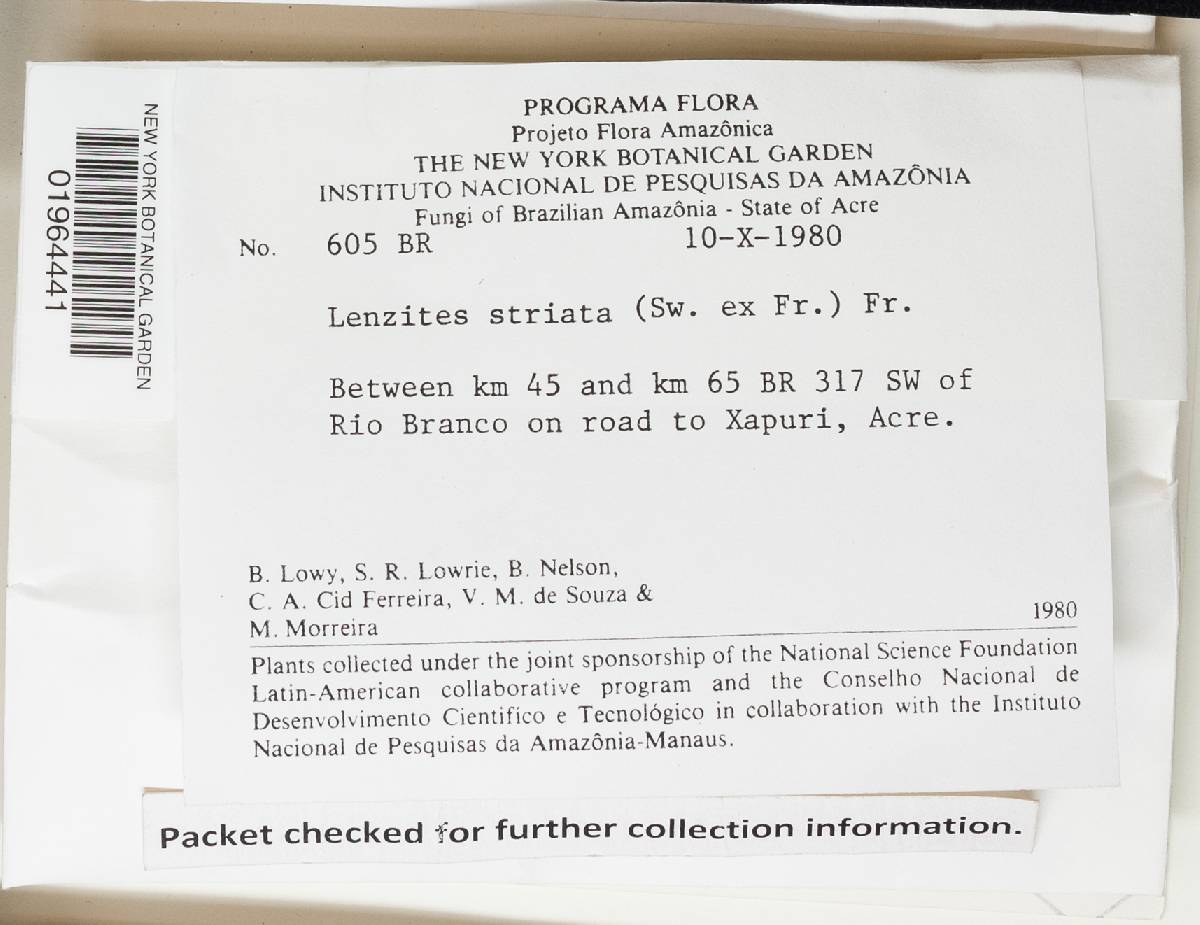 PROGRAMA FLORA
Projeto Flora Amazônica
THE NEW YORK BOTANICAL GARDEN
INSTITUTO NACIONAL DE PESQUISAS DA AMAZÔNIA
Fungi of Brazilian Amazônia - State of Acre
No. 605 BR 10-X-1980
Lenzites striata (Sw. ex Fr.) Fr.
Between km 45 and km 65 BR 317 SW of
Rio Branco on road to Xapuri, Acre.
B. Lowy, S. R. Lowrie, B. Nelson,
C. A. Cid Ferreira, V. M. de Souza &
M. Morreira 1980
Plants collected under the joint sponsorship of the National Science Foundation
Latin-American collaborative program and the Conselho Nacional de
Desenvolvimento Cientifico e Tecnológico in collaboration with the Instituto
Nacional de Pesquisas da Amazônia-Manaus.
Packet checked for further collection information.
NEW YORK BOTANICAL GARDEN
01964441